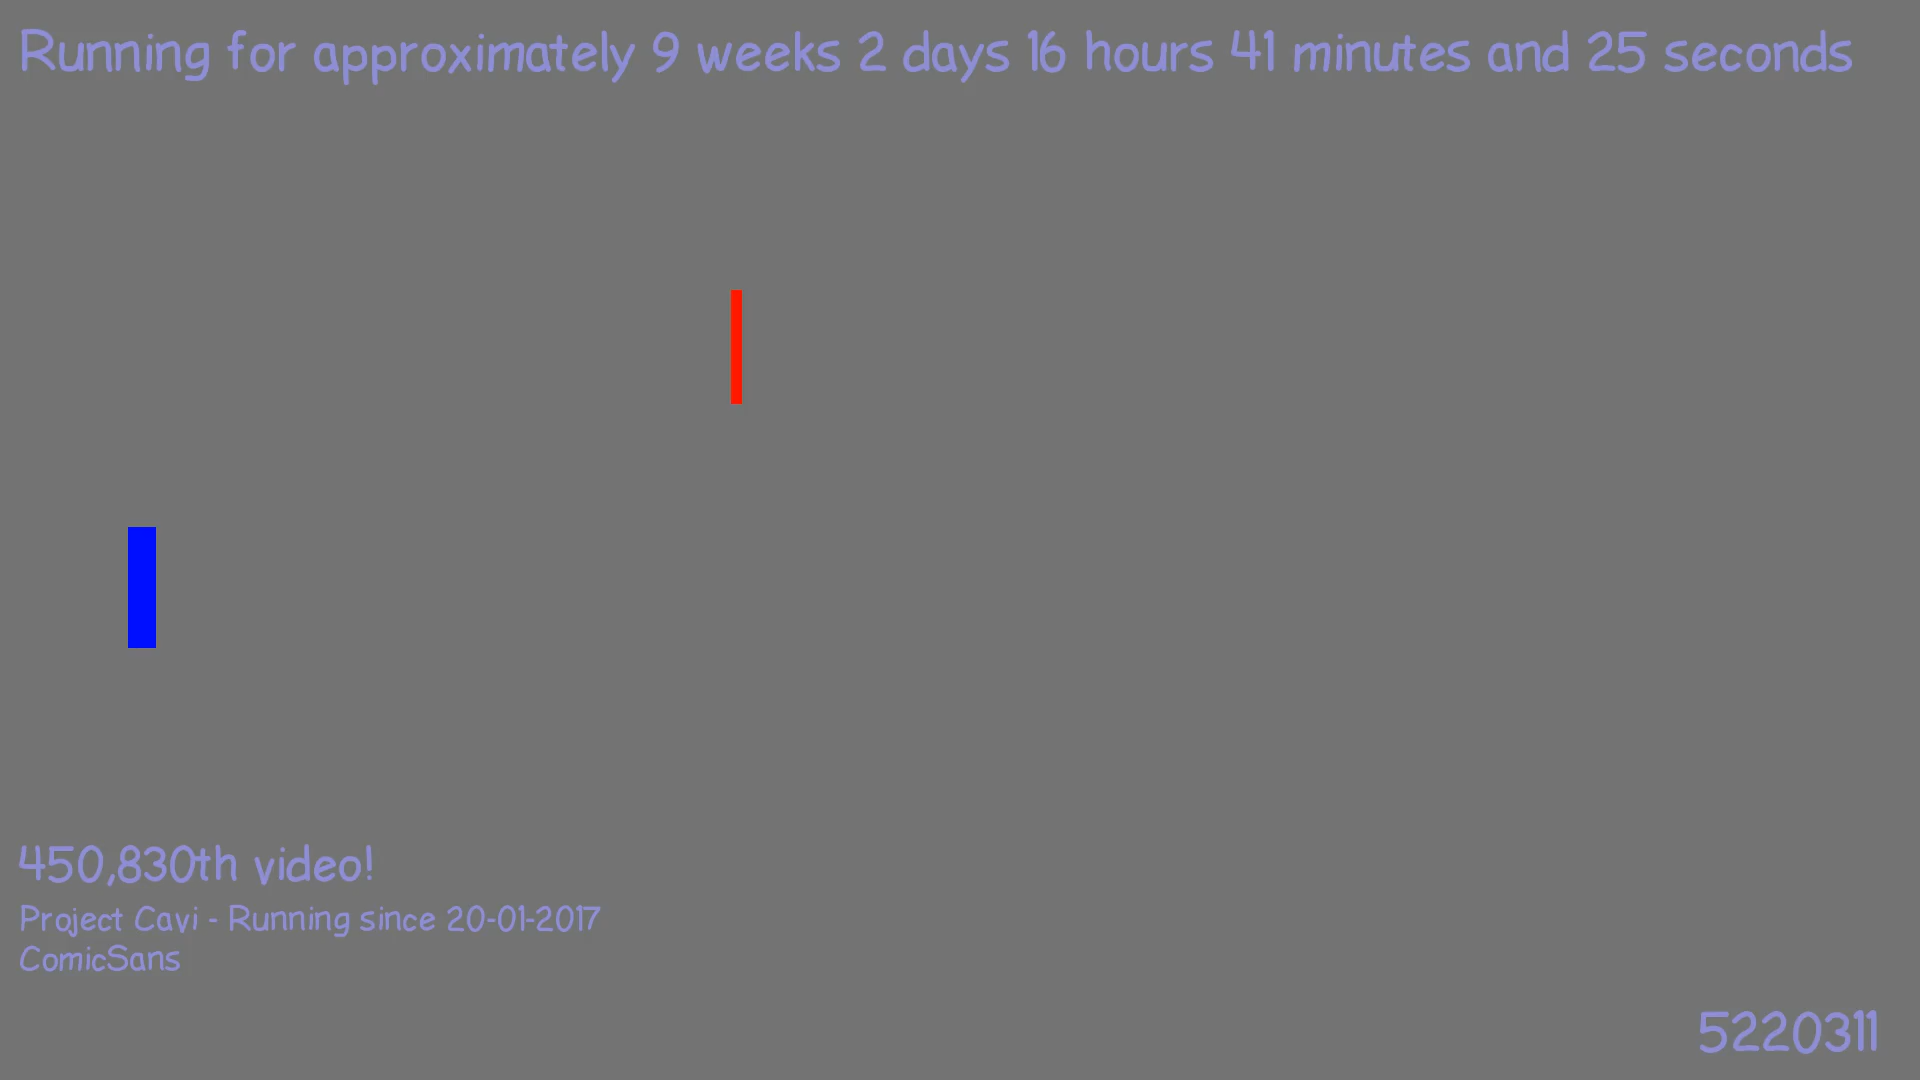 Running for approximately 9 weeks 2 days 16 hours 41 minutes and 25 seconds
450,830th video!
Project Cavi - Running since 20-01-2017
ComicSans
5220311